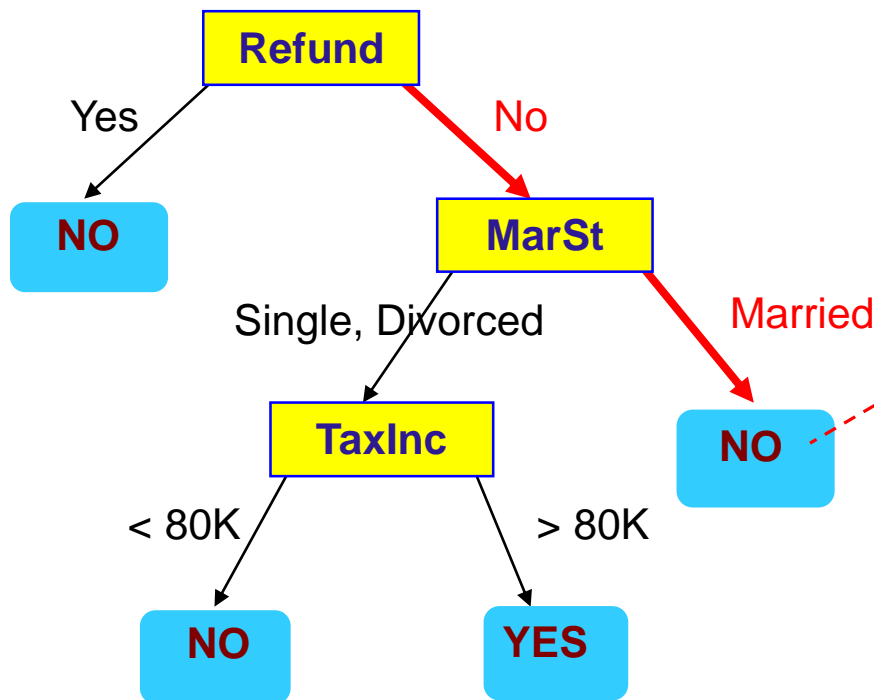 Refund
Yes
No
NO
MarSt
Single, Divorced
Married
TaxInc
NO
< 80K
> 80K
NO
YES